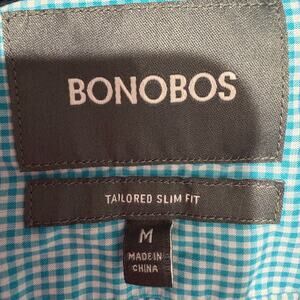 BONOBOS
TAILORED SLIM FIT
M
MADE IN
CHINA